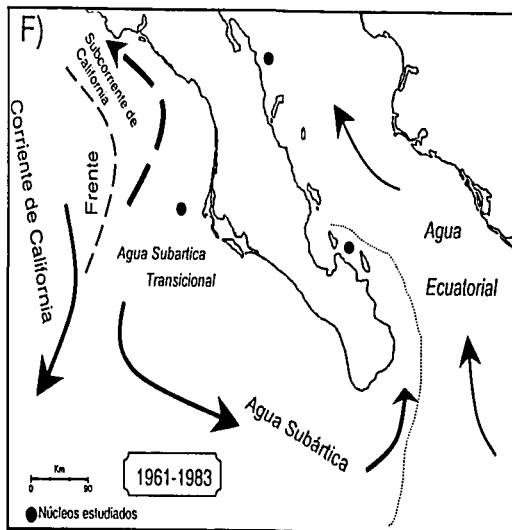 F)
Subcorriente de
California
Corriente de California
Frente
Agua Subartica
Transicional
Agua
Ecuatorial
Agua Subártica
Km
0
90
1961-1983
Núcleos estudiados